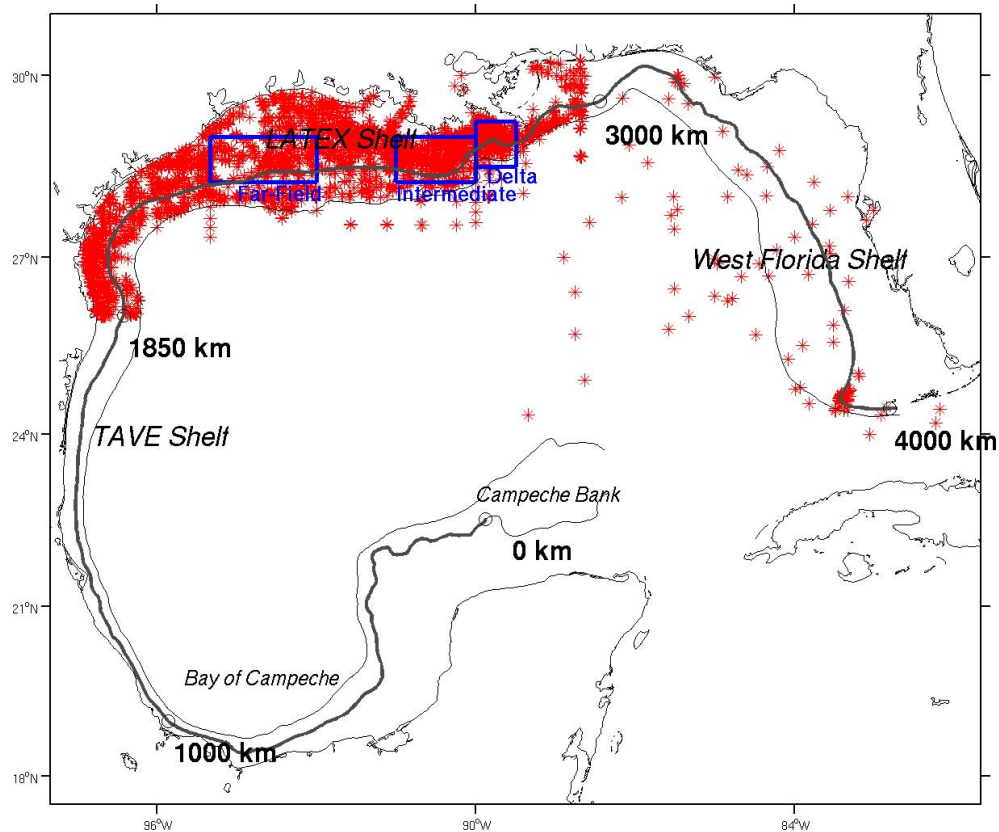 30°N
LATEX Shelf
3000 km
Delta
Far-Field
Intermediate
27°N
West Florida Shelf
1850 km
24°N
TAVE Shelf
4000 km
Campeche Bank
0 km
21°N
Bay of Campeche
1000 km
18°N
96°W
90°W
84°W